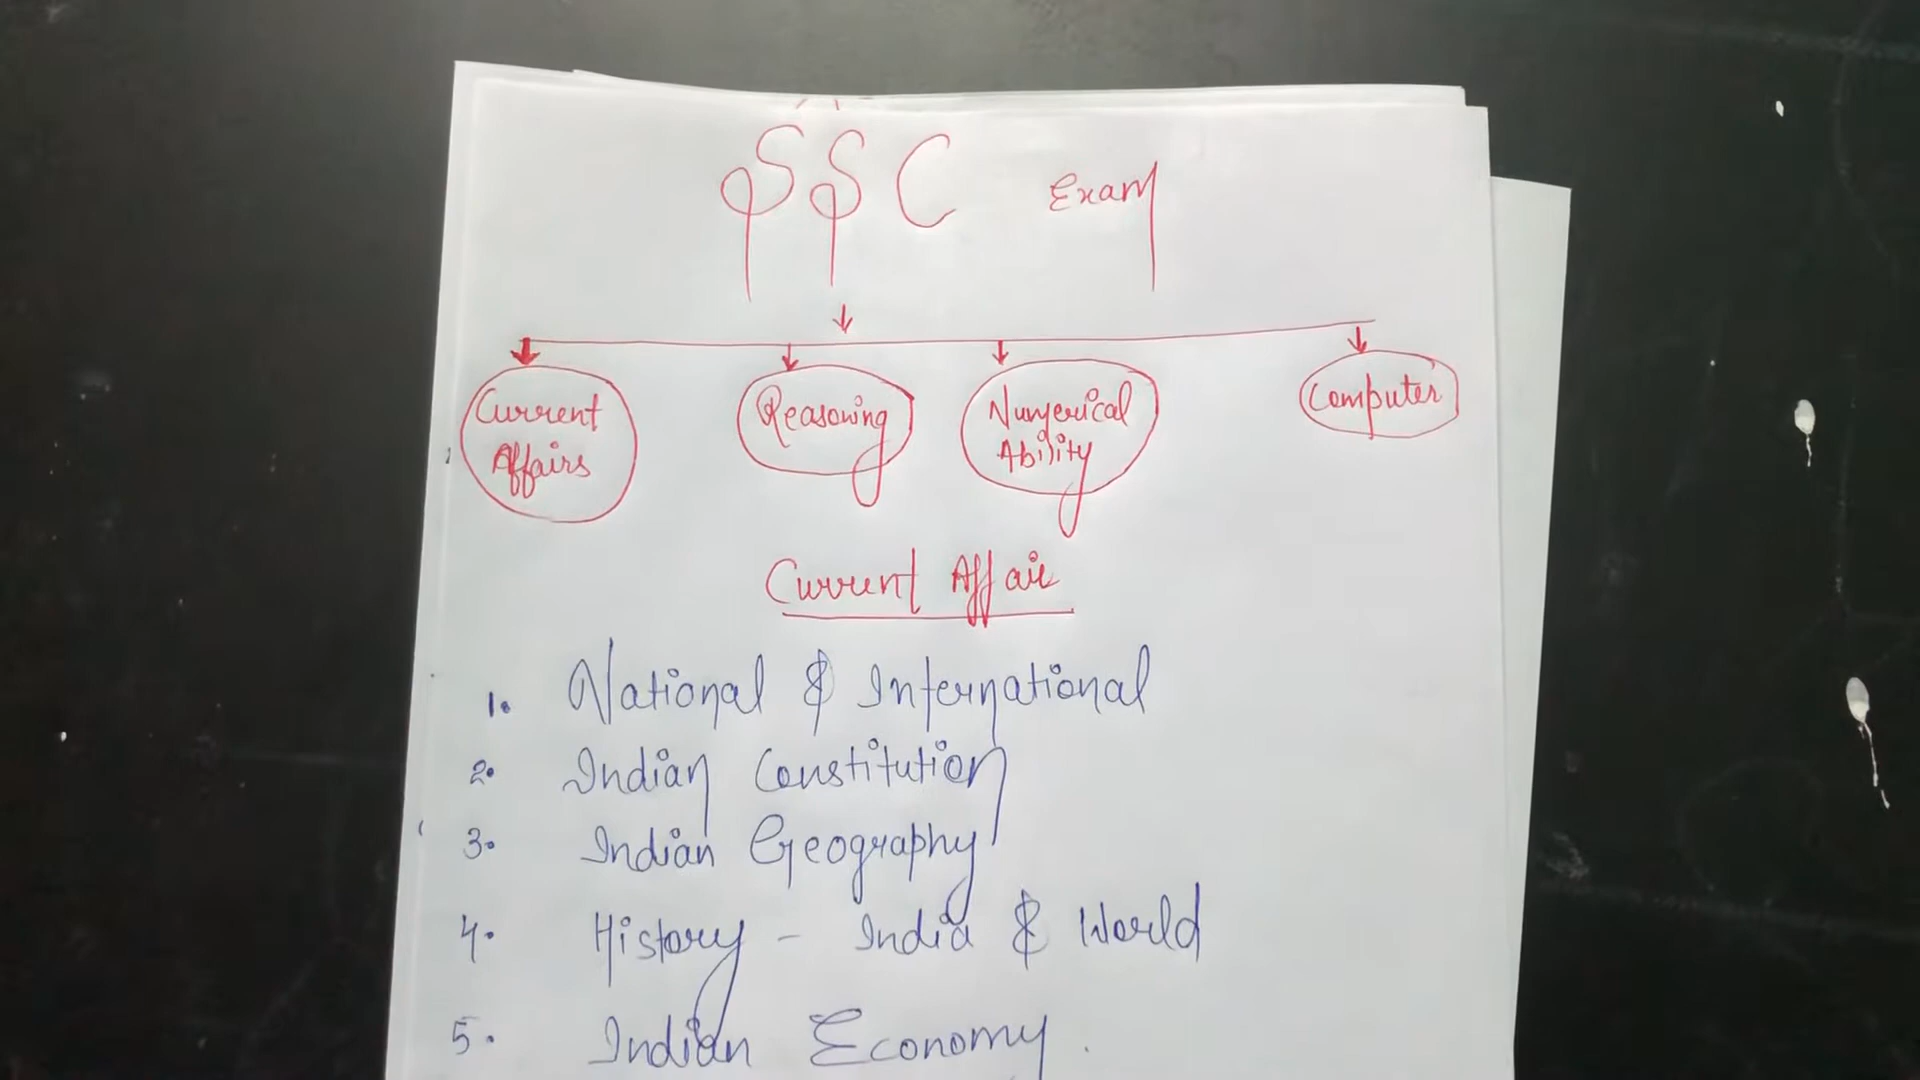 SSC Exam
Current Affairs
Reasoning
Numerical Ability
Computer
Current Affair
1. National & International
2. Indian Constitution
3. Indian Geography
4. History - India & World
5. Indian Economy.